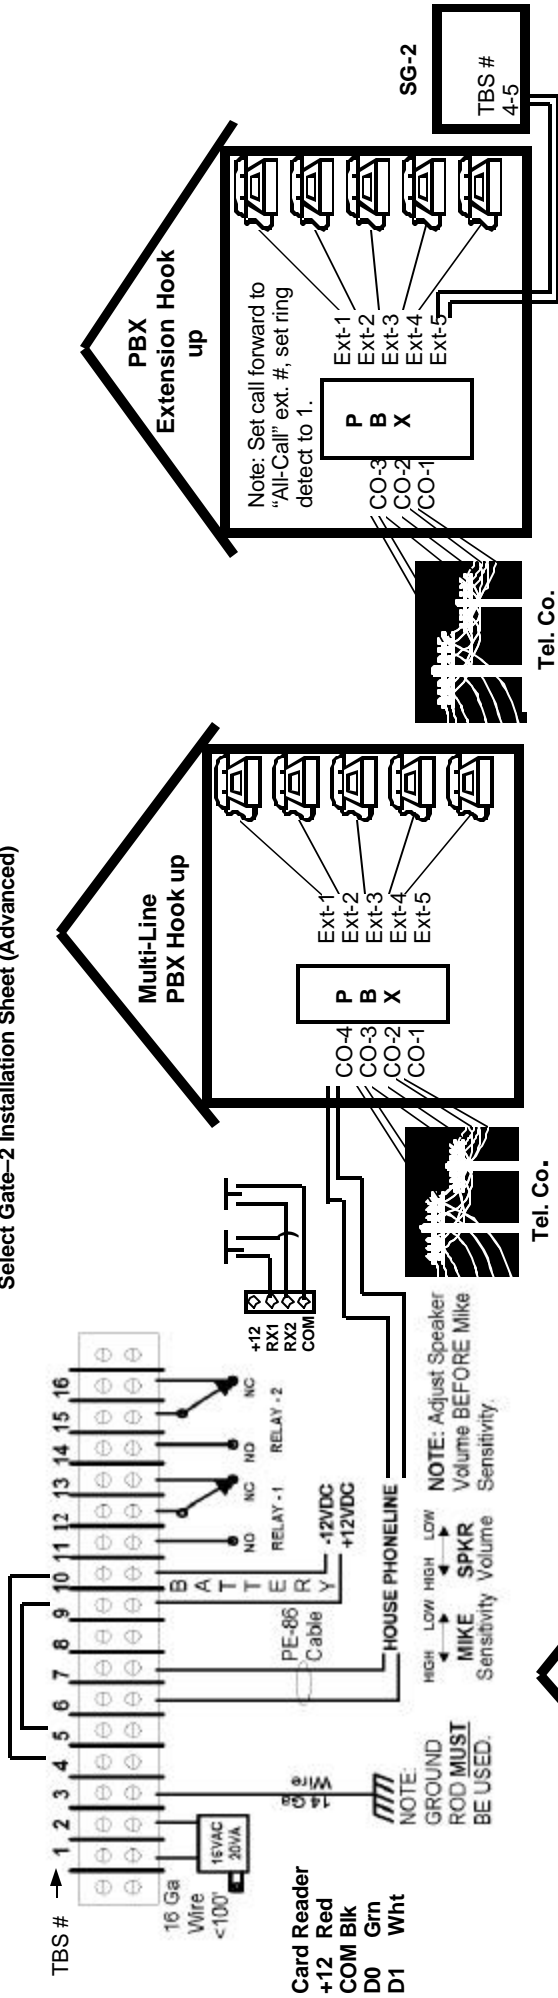 Select Gate–2 Installation Sheet (Advanced)
TBS #
1 2 3 4 5 6 7 8 9 10 11 12 13 14 15 16
16 Ga
Wire
<100'
16VAC
20VA
14 Ga
Wire
NOTE:
GROUND
ROD MUST
BE USED.
PE-86
Cable
BATTERY
-12VDC
+12VDC
HOUSE PHONELINE
NO
NC
RELAY - 1
NO
NC
RELAY - 2
+12
RX1
RX2
COM
Card Reader
+12 Red
COM Blk
D0 Grn
D1 Wht
HIGH LOW
MIKE
Sensitivity
HIGH LOW
SPKR
Volume
NOTE: Adjust Speaker
Volume BEFORE Mike
Sensitivity.
Multi-Line
PBX Hook up
CO-4
CO-3
CO-2
CO-1
P
B
X
Ext-1
Ext-2
Ext-3
Ext-4
Ext-5
Tel. Co.
PBX
Extension Hook
up
Note: Set call forward to
“All-Call” ext. #, set ring
detect to 1.
CO-3
CO-2
CO-1
P
B
X
Ext-1
Ext-2
Ext-3
Ext-4
Ext-5
Tel. Co.
SG-2
TBS #
4-5